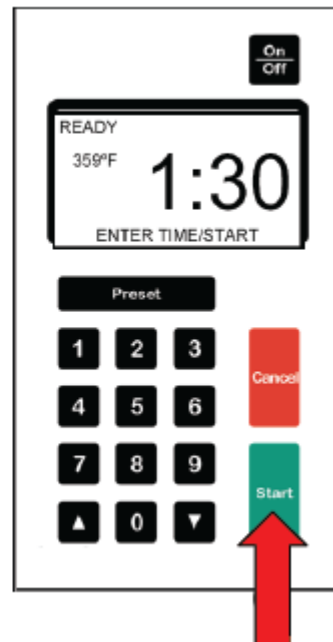 On
Off
READY
359°F
1:30
ENTER TIME/START
Preset
1 2 3
Cancel
4 5 6
7 8 9
Start
▲ 0 ▼